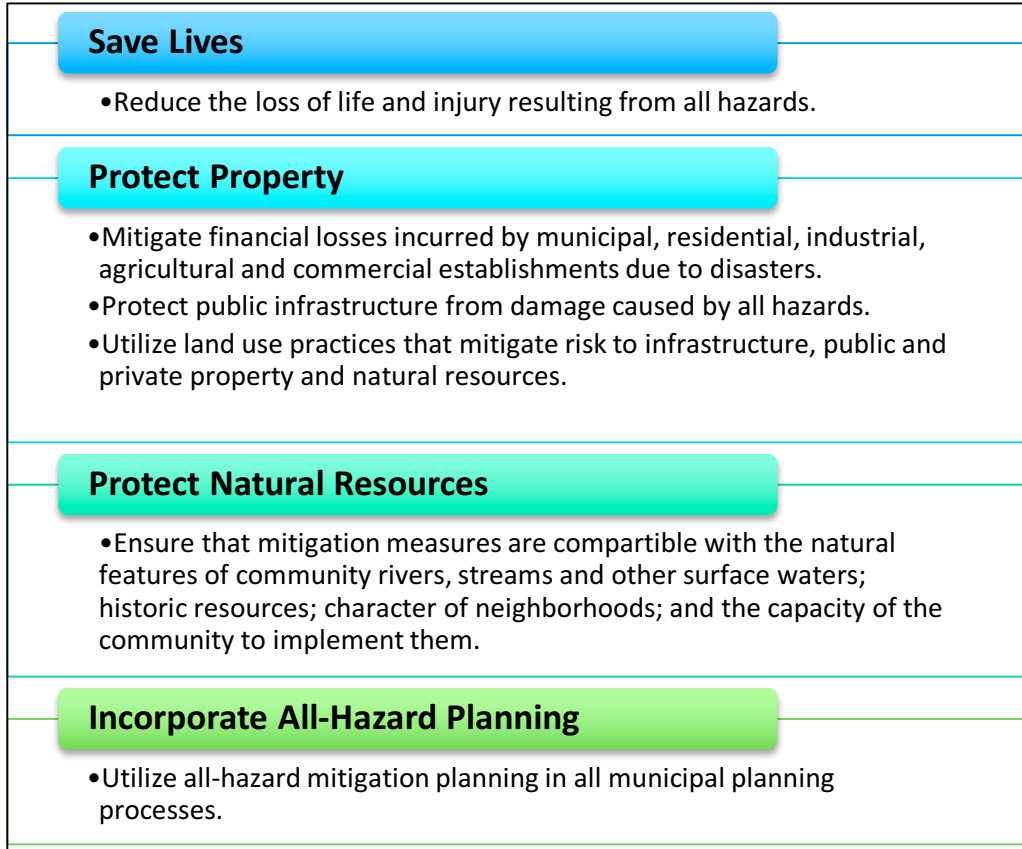 Save Lives
•Reduce the loss of life and injury resulting from all hazards.
Protect Property
•Mitigate financial losses incurred by municipal, residential, industrial,
agricultural and commercial establishments due to disasters.
•Protect public infrastructure from damage caused by all hazards.
•Utilize land use practices that mitigate risk to infrastructure, public and
private property and natural resources.
Protect Natural Resources
•Ensure that mitigation measures are compartible with the natural
features of community rivers, streams and other surface waters;
historic resources; character of neighborhoods; and the capacity of the
community to implement them.
Incorporate All-Hazard Planning
•Utilize all-hazard mitigation planning in all municipal planning
processes.